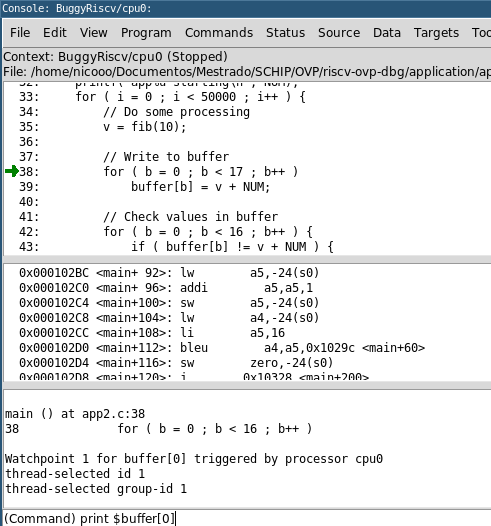 Console: BuggyRiscv/cpu0:
File Edit View Program Commands Status Source Data Targets Too
Context: BuggyRiscv/cpu0 (Stopped)
File: /home/nicooo/Documentos/Mestrado/SCHIP/OVP/riscv-ovp-dbg/application/ap
33: for ( i = 0 ; i < 50000 ; i++ ) {
34: // Do some processing
35: v = fib(10);
36:
37: // Write to buffer
38: for ( b = 0 ; b < 17 ; b++ )
39: buffer[b] = v + NUM;
40:
41: // Check values in buffer
42: for ( b = 0 ; b < 16 ; b++ ) {
43: if ( buffer[b] != v + NUM ) {
0x000102BC <main+ 92>: lw a5,-24(s0)
0x000102C0 <main+ 96>: addi a5,a5,1
0x000102C4 <main+100>: sw a5,-24(s0)
0x000102C8 <main+104>: lw a4,-24(s0)
0x000102CC <main+108>: li a5,16
0x000102D0 <main+112>: bleu a4,a5,0x1029c <main+60>
0x000102D4 <main+116>: sw zero,-24(s0)
0x000102D8 <main+120>: j 0x10328 <main+200>
main () at app2.c:38
38 for ( b = 0 ; b < 16 ; b++ )
Watchpoint 1 for buffer[0] triggered by processor cpu0
thread-selected id 1
thread-selected group-id 1
(Command) print $buffer[0]